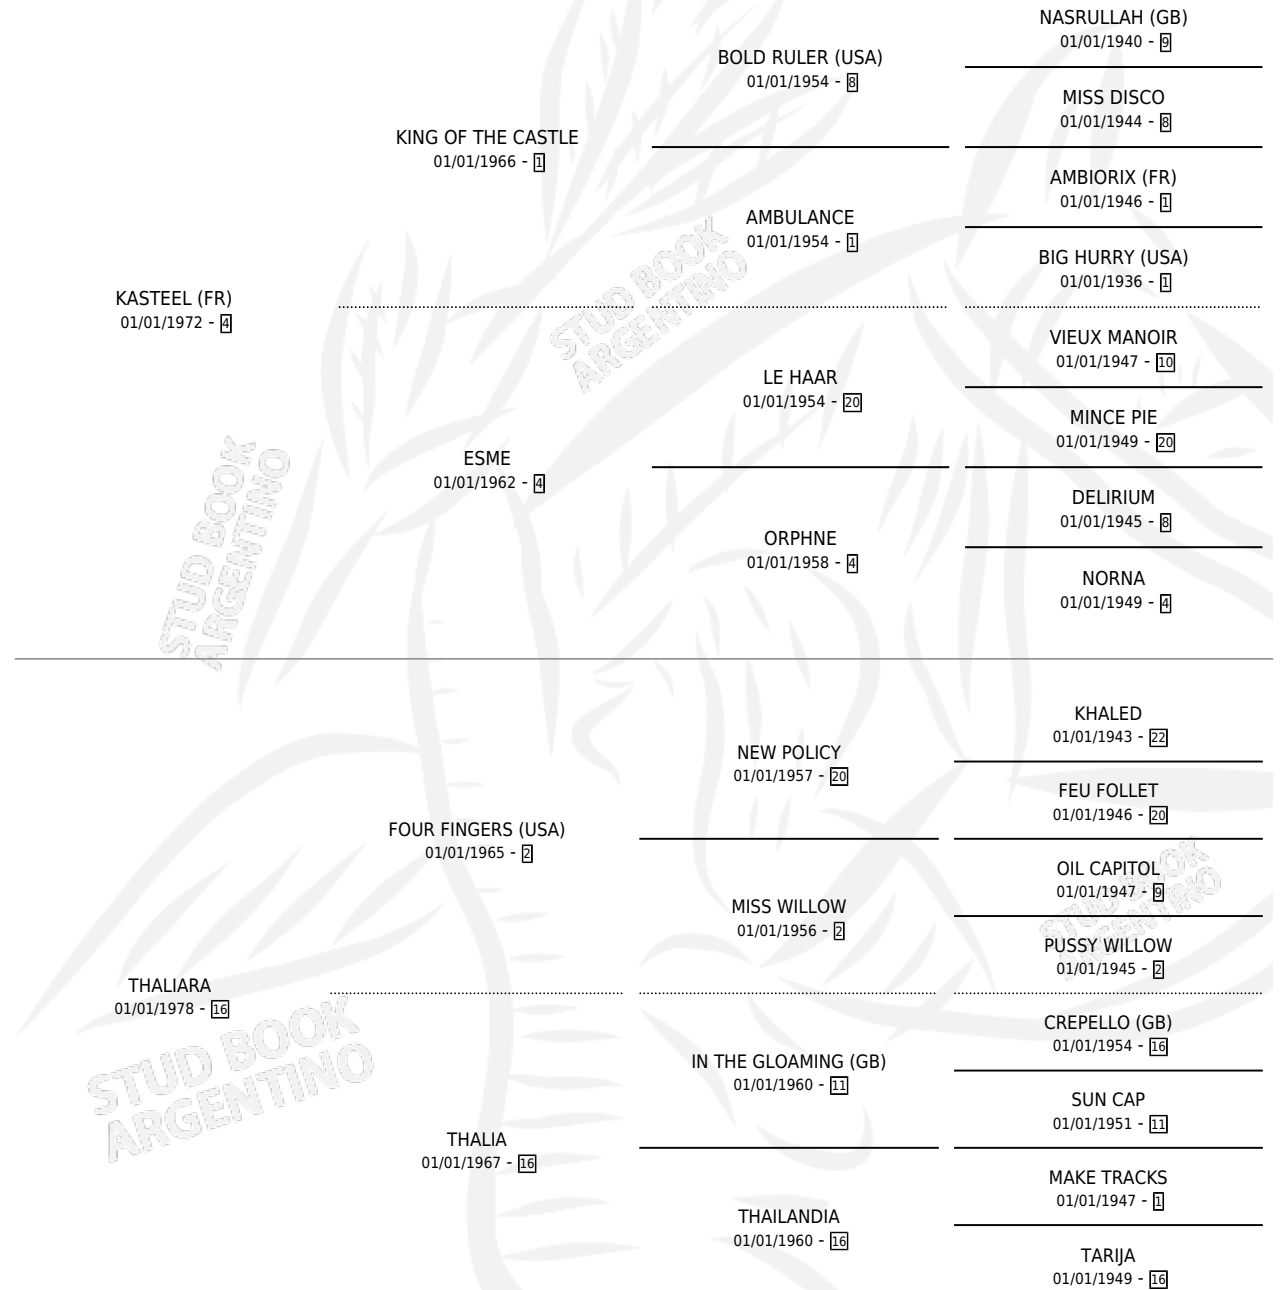 NASRULLAH (GB)
01/01/1940 - 9
BOLD RULER (USA)
01/01/1954 - 8
MISS DISCO
01/01/1944 - 8
KING OF THE CASTLE
01/01/1966 - 1
AMBIORIX (FR)
01/01/1946 - 1
AMBULANCE
01/01/1954 - 1
BIG HURRY (USA)
01/01/1936 - 1
KASTEEL (FR)
01/01/1972 - 4
VIEUX MANOIR
01/01/1947 - 10
LE HAAR
01/01/1954 - 20
MINCE PIE
01/01/1949 - 20
ESME
01/01/1962 - 4
DELIRIUM
01/01/1945 - 8
ORPHNE
01/01/1958 - 4
NORNA
01/01/1949 - 4
STUD BOOK
ARGENTINO
STUD BOOK
ARGENTINO
KHALED
01/01/1943 - 22
NEW POLICY
01/01/1957 - 20
FEU FOLLET
01/01/1946 - 20
FOUR FINGERS (USA)
01/01/1965 - 2
OIL CAPITOL
01/01/1947 - 9
MISS WILLOW
01/01/1956 - 2
PUSSY WILLOW
01/01/1945 - 2
THALIARA
01/01/1978 - 16
CREPELLO (GB)
01/01/1954 - 16
IN THE GLOAMING (GB)
01/01/1960 - 11
SUN CAP
01/01/1951 - 11
THALIA
01/01/1967 - 16
MAKE TRACKS
01/01/1947 - 1
THAILANDIA
01/01/1960 - 16
TARIJA
01/01/1949 - 16
STUD BOOK
ARGENTINO
STUD BOOK
ARGENTINO